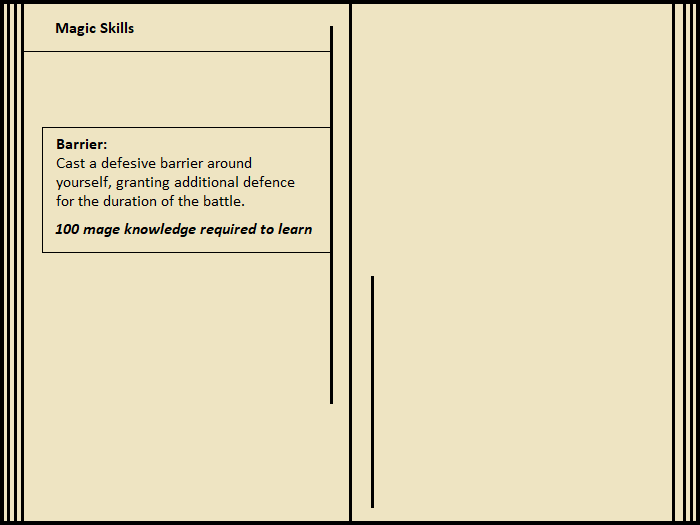 Magic Skills
Barrier:
Cast a defesive barrier around
yourself, granting additional defence
for the duration of the battle.
100 mage knowledge required to learn